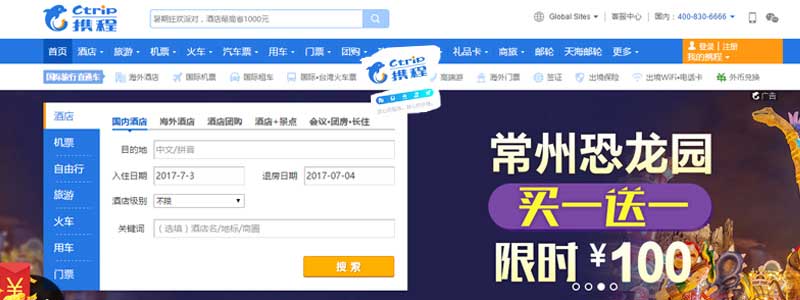 Ctrip
携程
暑期狂欢派对，酒店最高省1000元
Global Sites
客服中心
国内：400-830-6666
首页 酒店 旅游 机票 火车 汽车票 用车 门票 团购 礼品卡 商旅 邮轮 天海邮轮 更多
登录 | 注册
我的携程
国际旅行直通车 海外酒店 国际机票 国际租车 国际•台湾火车票 高端游 海外门票 签证 出境保险 出境WiFi•电话卡 外币兑换
Ctrip
携程
广告
酒店
机票
自由行
旅游
火车
用车
门票
国内酒店 海外酒店 酒店团购 酒店+景点 会议•团房•长住
目的地 中文/拼音
入住日期 2017-7-3 退房日期 2017-07-04
酒店级别 不限
关键词 （选填）酒店名/地标/商圈
搜索
常州恐龙园
买一送一
限时 ¥100